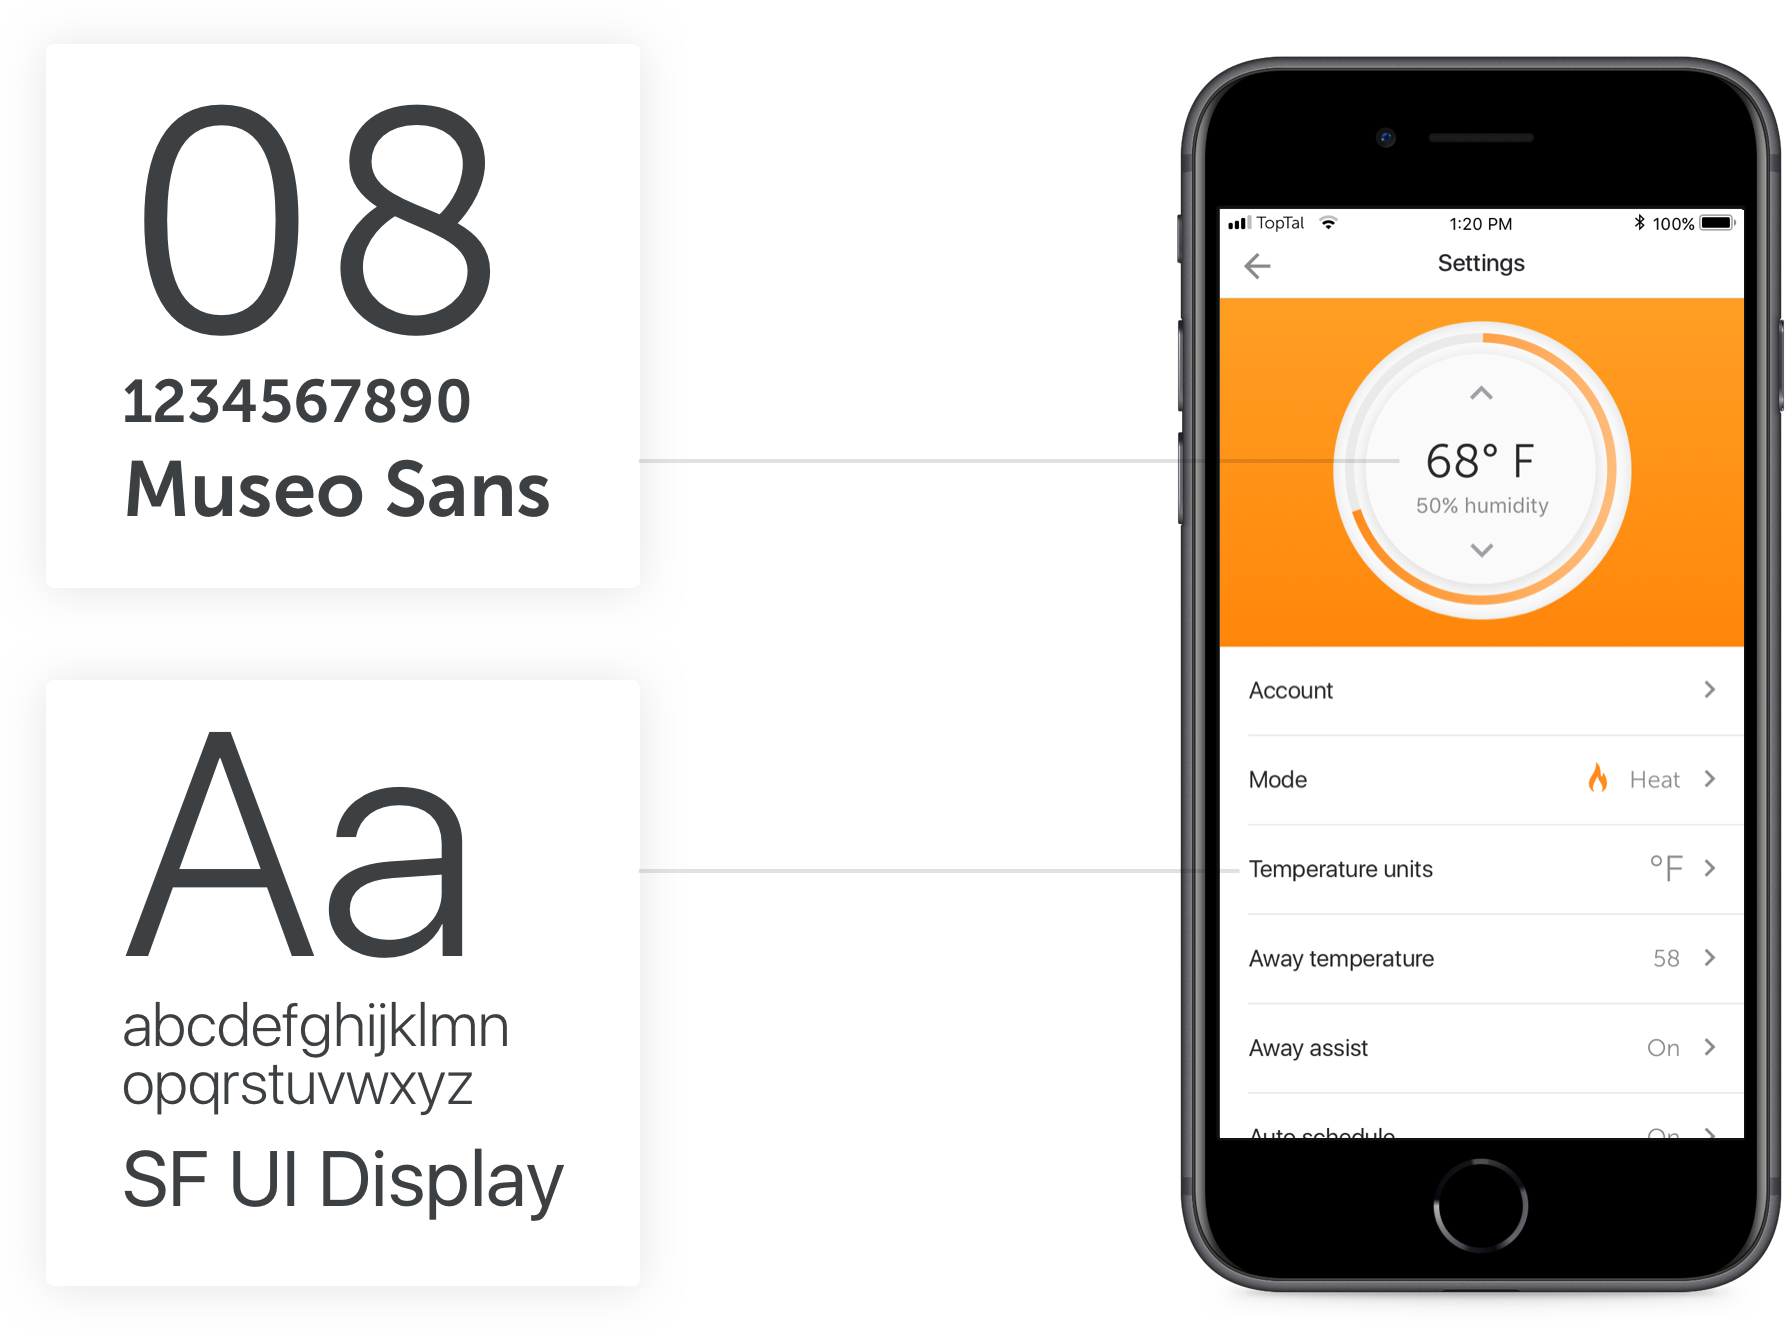 08
1234567890
Museo Sans
Aa
abcdefghijklmn
opqrstuvwxyz
SF UI Display
TopTal 1:20 PM 100%
Settings
68° F
50% humidity
Account
Mode Heat
Temperature units °F
Away temperature 58
Away assist On
Auto schedule On